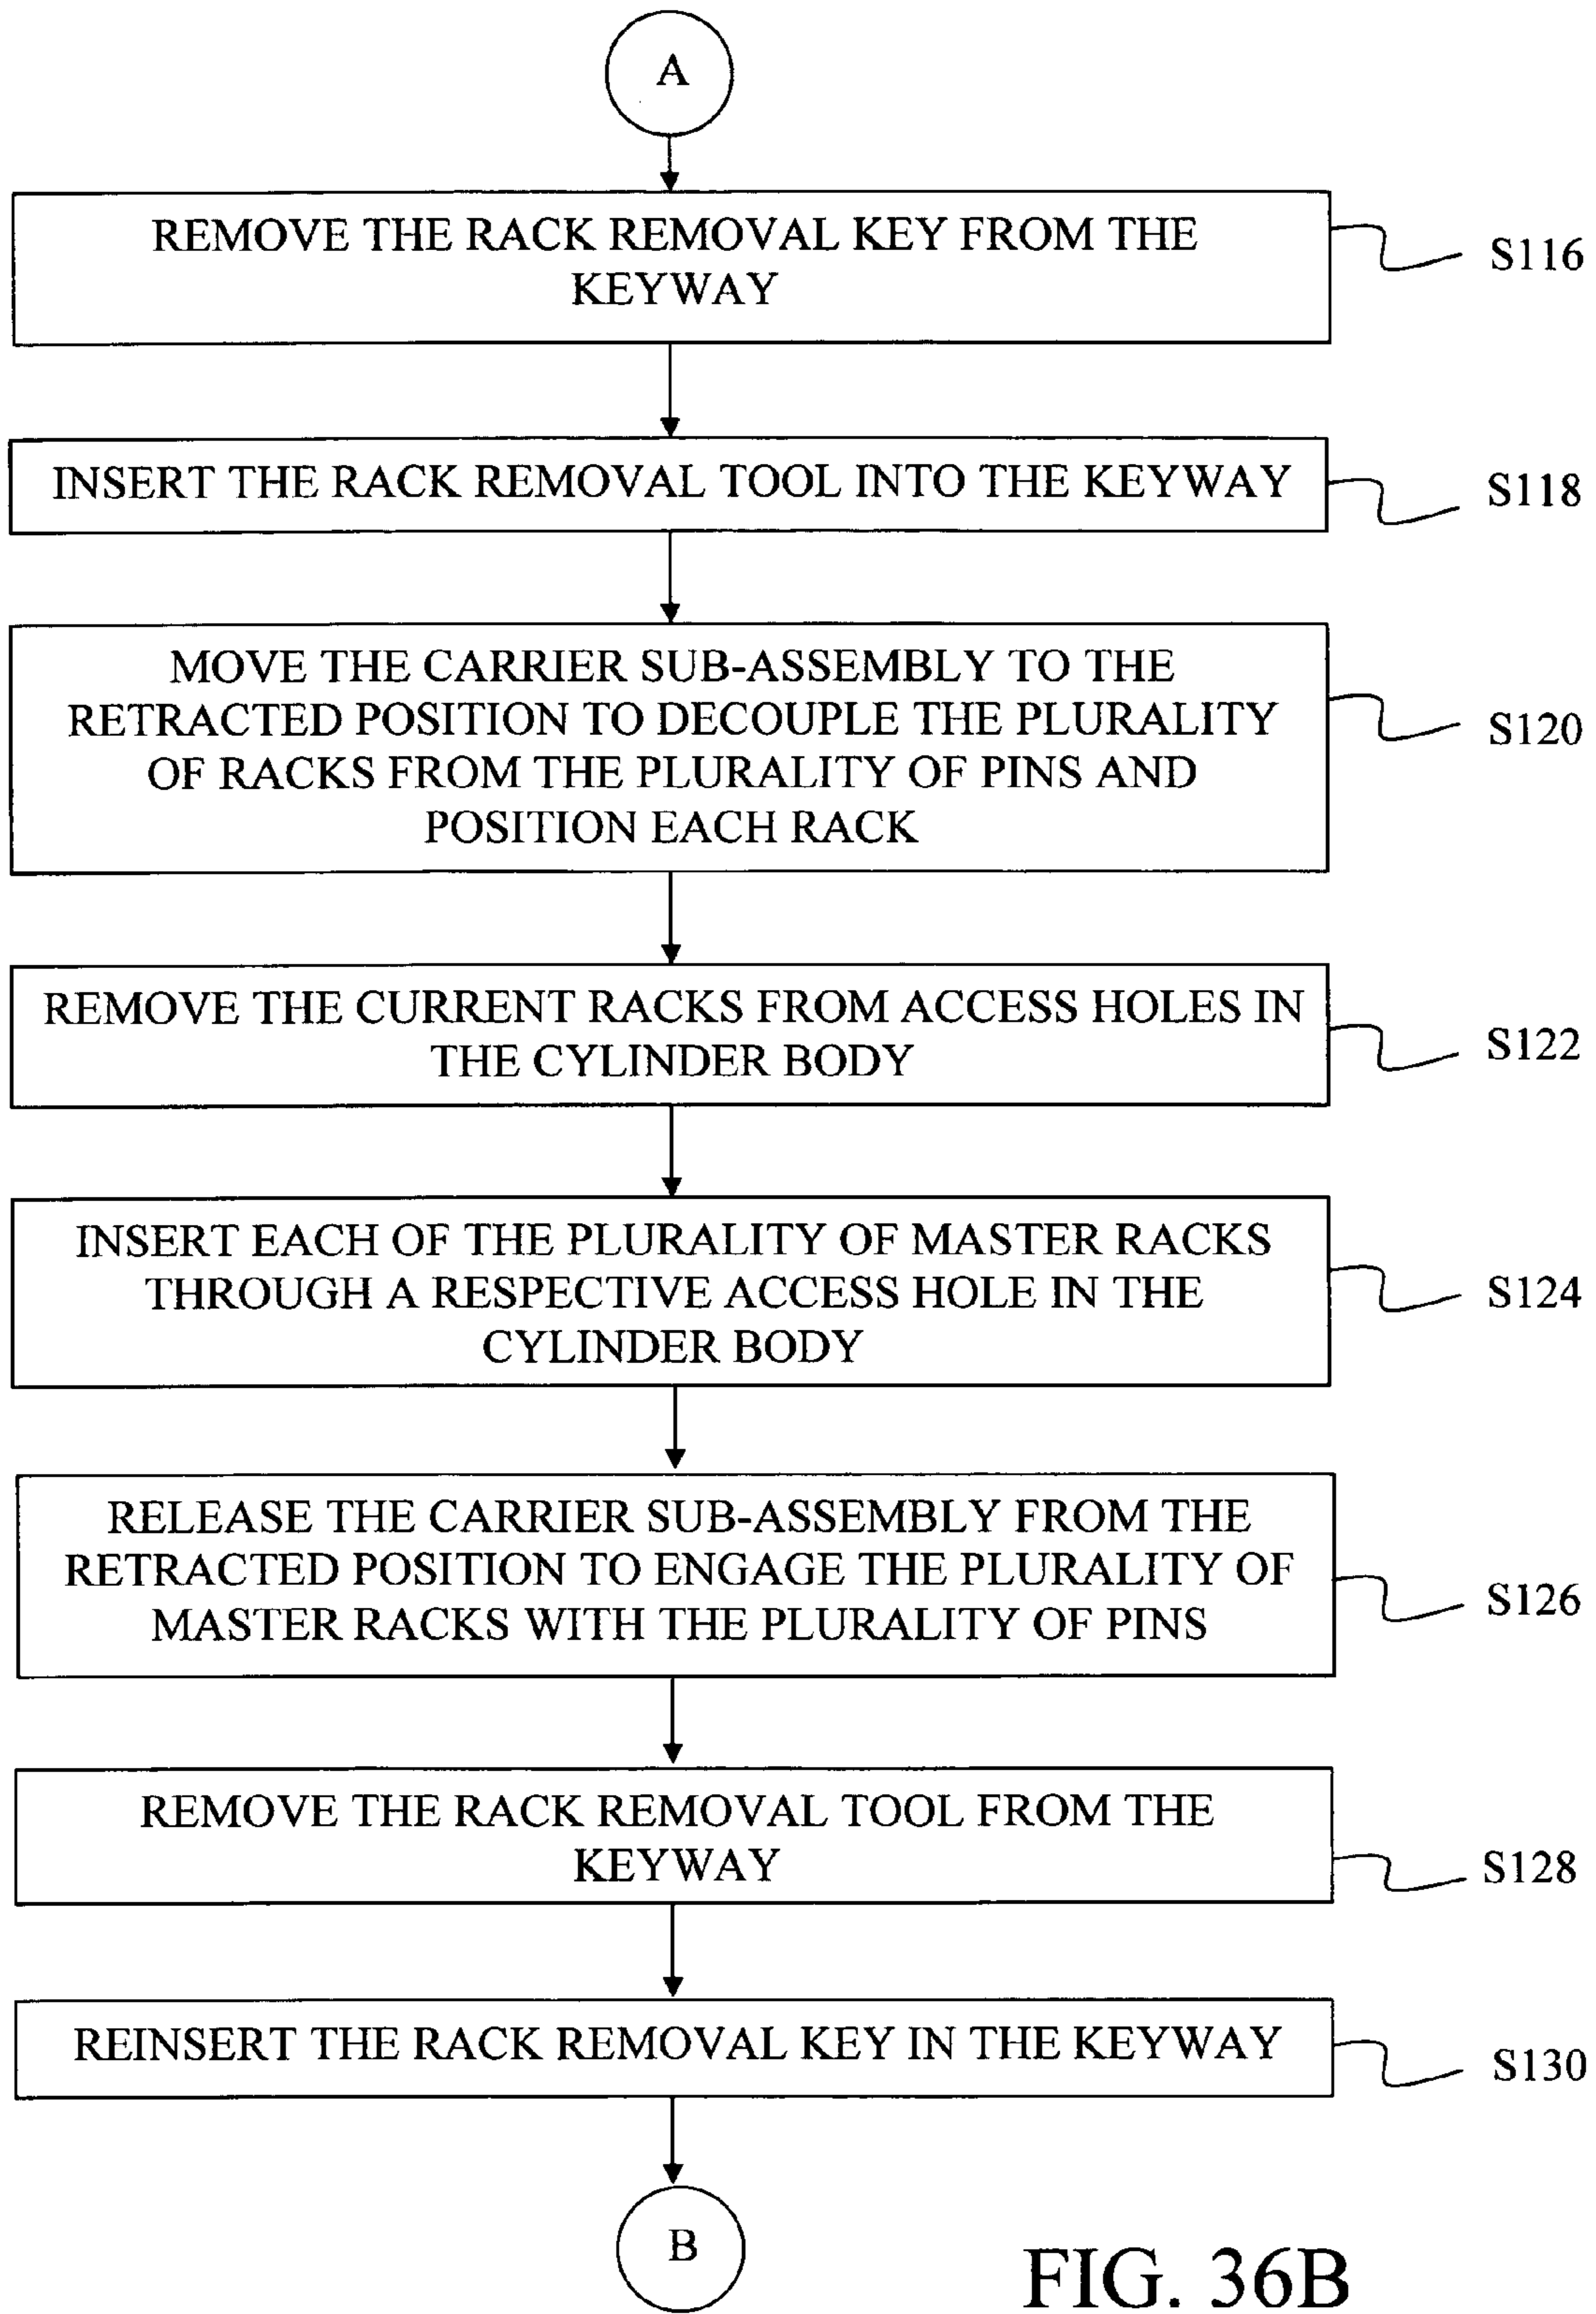 A
REMOVE THE RACK REMOVAL KEY FROM THE
KEYWAY
S116
INSERT THE RACK REMOVAL TOOL INTO THE KEYWAY
S118
MOVE THE CARRIER SUB-ASSEMBLY TO THE
RETRACTED POSITION TO DECOUPLE THE PLURALITY
OF RACKS FROM THE PLURALITY OF PINS AND
POSITION EACH RACK
S120
REMOVE THE CURRENT RACKS FROM ACCESS HOLES IN
THE CYLINDER BODY
S122
INSERT EACH OF THE PLURALITY OF MASTER RACKS
THROUGH A RESPECTIVE ACCESS HOLE IN THE
CYLINDER BODY
S124
RELEASE THE CARRIER SUB-ASSEMBLY FROM THE
RETRACTED POSITION TO ENGAGE THE PLURALITY OF
MASTER RACKS WITH THE PLURALITY OF PINS
S126
REMOVE THE RACK REMOVAL TOOL FROM THE
KEYWAY
S128
REINSERT THE RACK REMOVAL KEY IN THE KEYWAY
S130
B
FIG. 36B